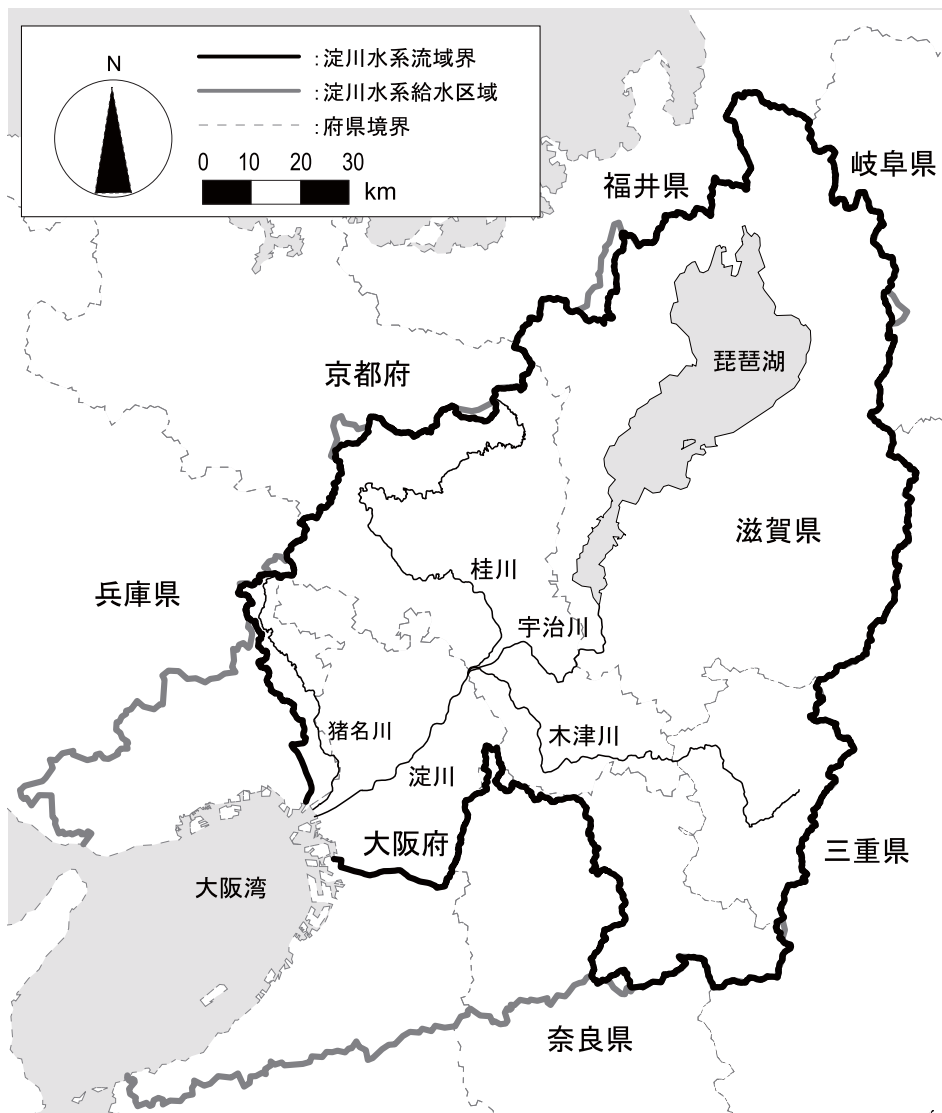 N
: 淀川水系流域界
: 淀川水系給水区域
: 府県境界
0 10 20 30
km
岐阜県
福井県
琵琶湖
京都府
滋賀県
桂川
兵庫県
宇治川
猪名川
木津川
淀川
大阪府
三重県
大阪湾
奈良県